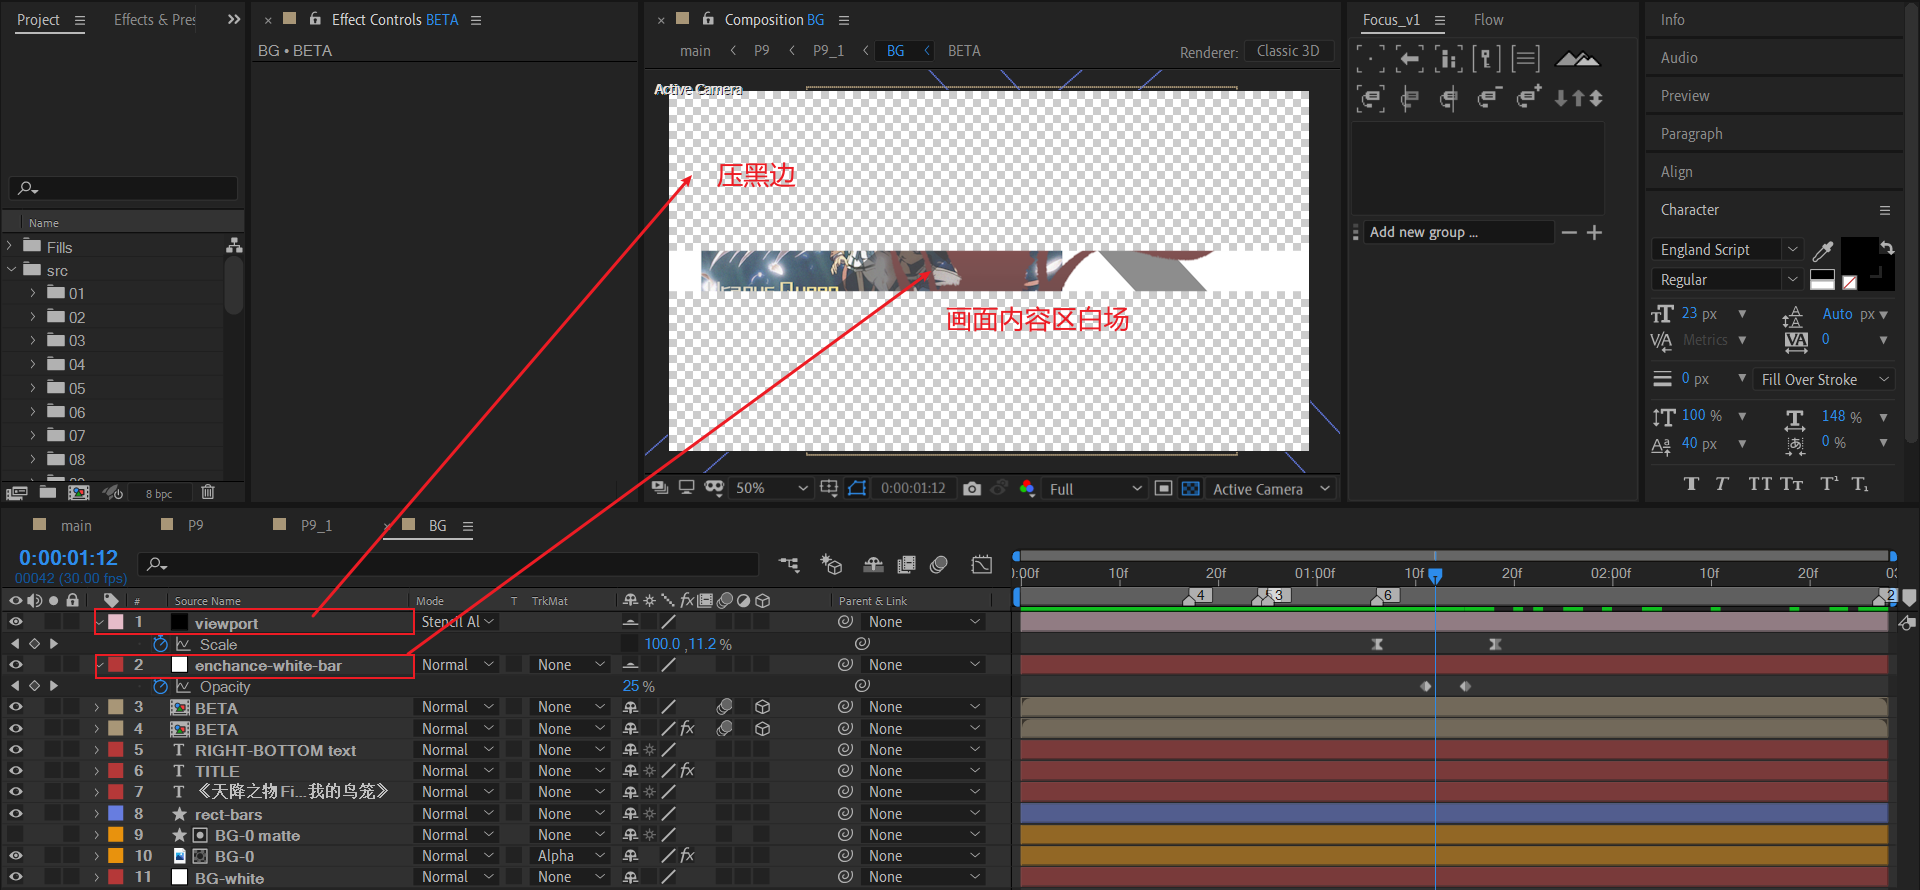 Project
Effects & Pres
Effect Controls BETA
Composition BG
Focus_v1
Flow
Info
BG • BETA
main
P9
P9_1
BG
BETA
Renderer:
Classic 3D
Audio
Preview
Paragraph
Align
Character
Active Camera
压黑边
画面内容区白场
Name
Fills
src
01
02
03
04
05
06
07
08
8 bpc
Add new group ...
England Script
Regular
23 px
Auto px
Metrics
0
0 px
Fill Over Stroke
100 %
148 %
40 px
0 %
50%
0:00:01:12
Full
Active Camera
main
P9
P9_1
BG
0:00:01:12
00042 (30.00 fps)
:00f
10f
20f
01:00f
10f
20f
02:00f
10f
20f
03
#
Source Name
Mode
T
TrkMat
Parent & Link
4
3
6
2
1 viewport Stencil Al None
Scale 100.0 ,11.2 %
2 enchance-white-bar Normal None None
Opacity 25 %
3 BETA Normal None None
4 BETA Normal None None
5 RIGHT-BOTTOM text Normal None None
6 TITLE Normal None None
7 《天降之物 Fi...我的鸟笼》 Normal None None
8 rect-bars Normal None None
9 BG-0 matte Normal None None
10 BG-0 Normal Alpha None
11 BG-white Normal None None